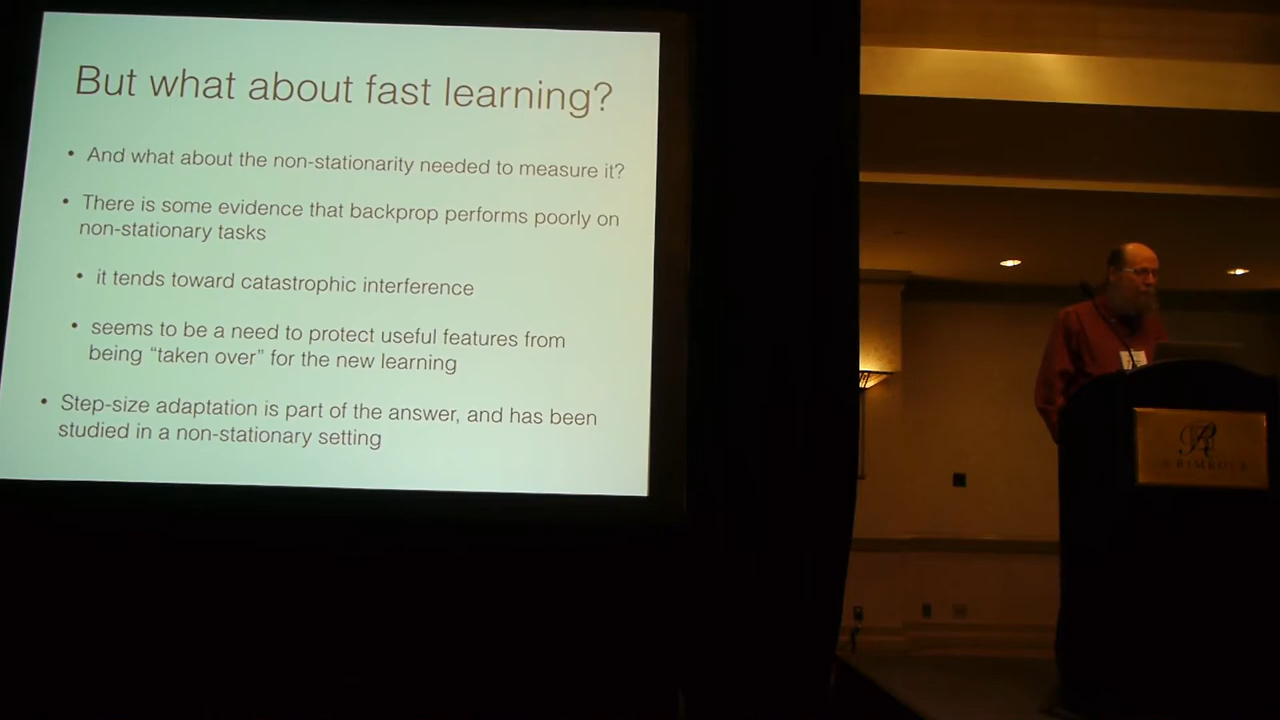 But what about fast learning?
• And what about the non-stationarity needed to measure it?
• There is some evidence that backprop performs poorly on
non-stationary tasks
• it tends toward catastrophic interference
• seems to be a need to protect useful features from
being “taken over” for the new learning
• Step-size adaptation is part of the answer, and has been
studied in a non-stationary setting
R
RIMROCK